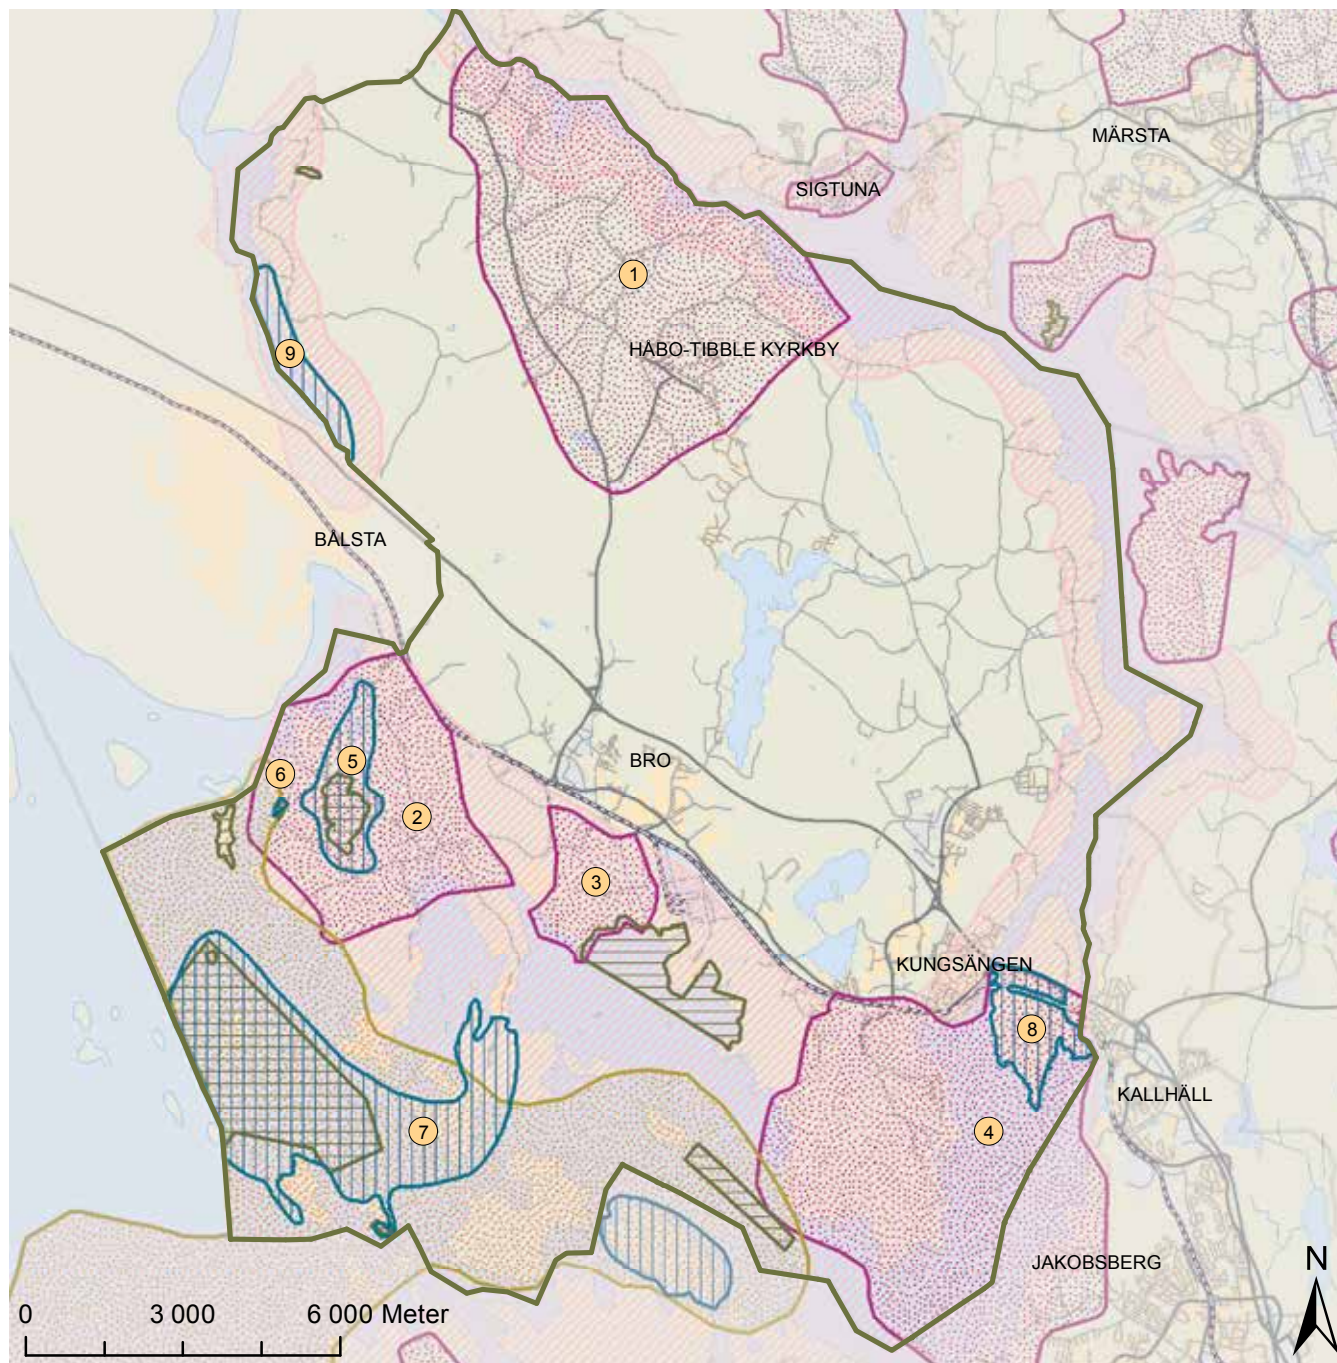 MÄRSTA
SIGTUNA
1
HÅBO-TIBBLE KYRKBY
9
BÅLSTA
BRO
5
6
2
3
KUNGSÄNGEN
8
KALLHÄLL
7
4
JAKOBSBERG
N
0 3 000 6 000 Meter